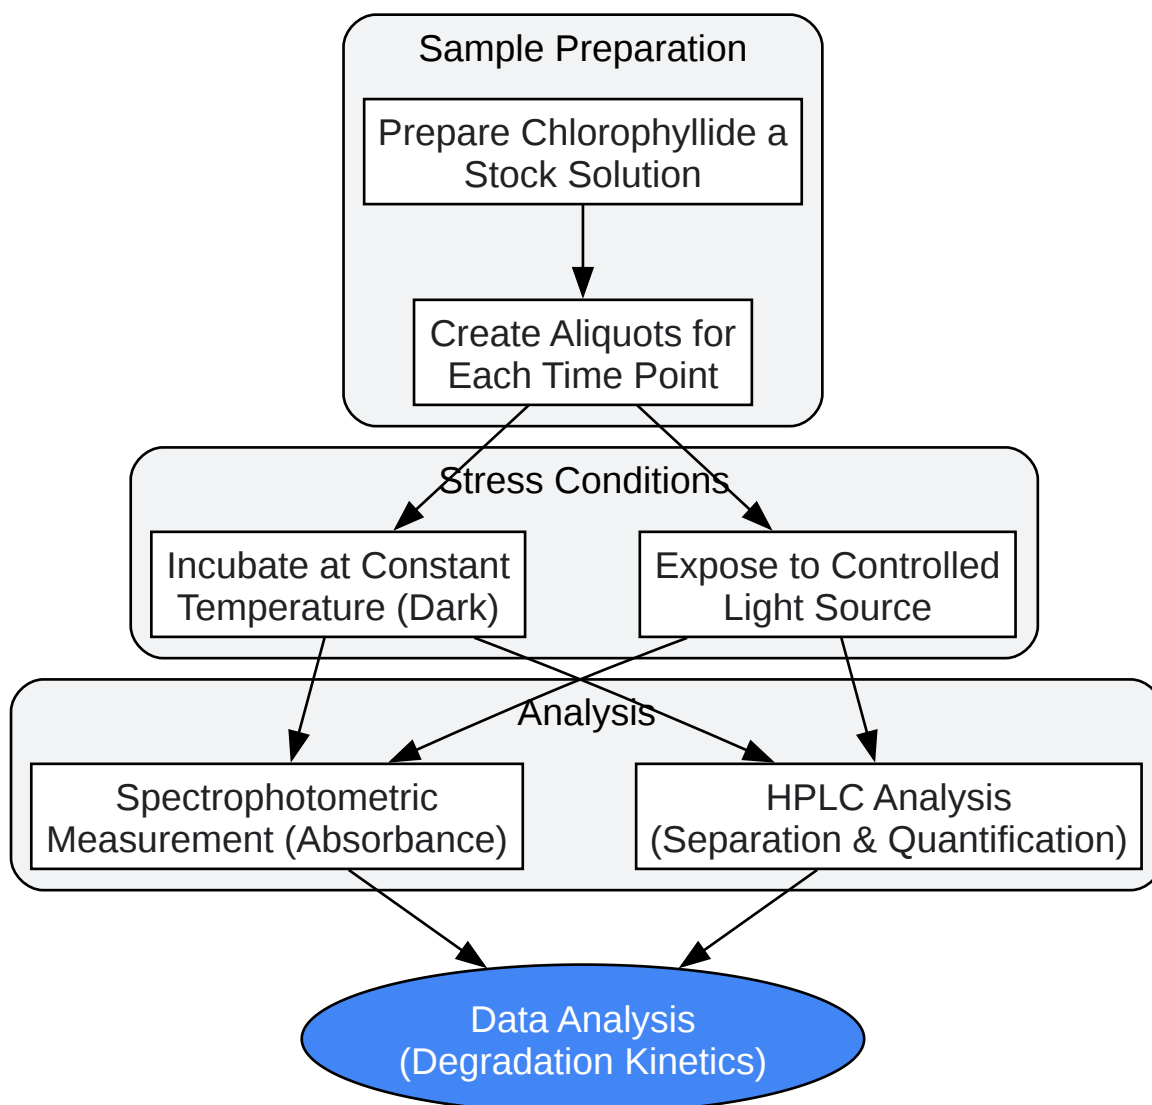 Sample Preparation
Prepare Chlorophyllide a
Stock Solution
Create Aliquots for
Each Time Point
Stress Conditions
Incubate at Constant
Temperature (Dark)
Expose to Controlled
Light Source
Analysis
Spectrophotometric
Measurement (Absorbance)
HPLC Analysis
(Separation & Quantification)
Data Analysis
(Degradation Kinetics)